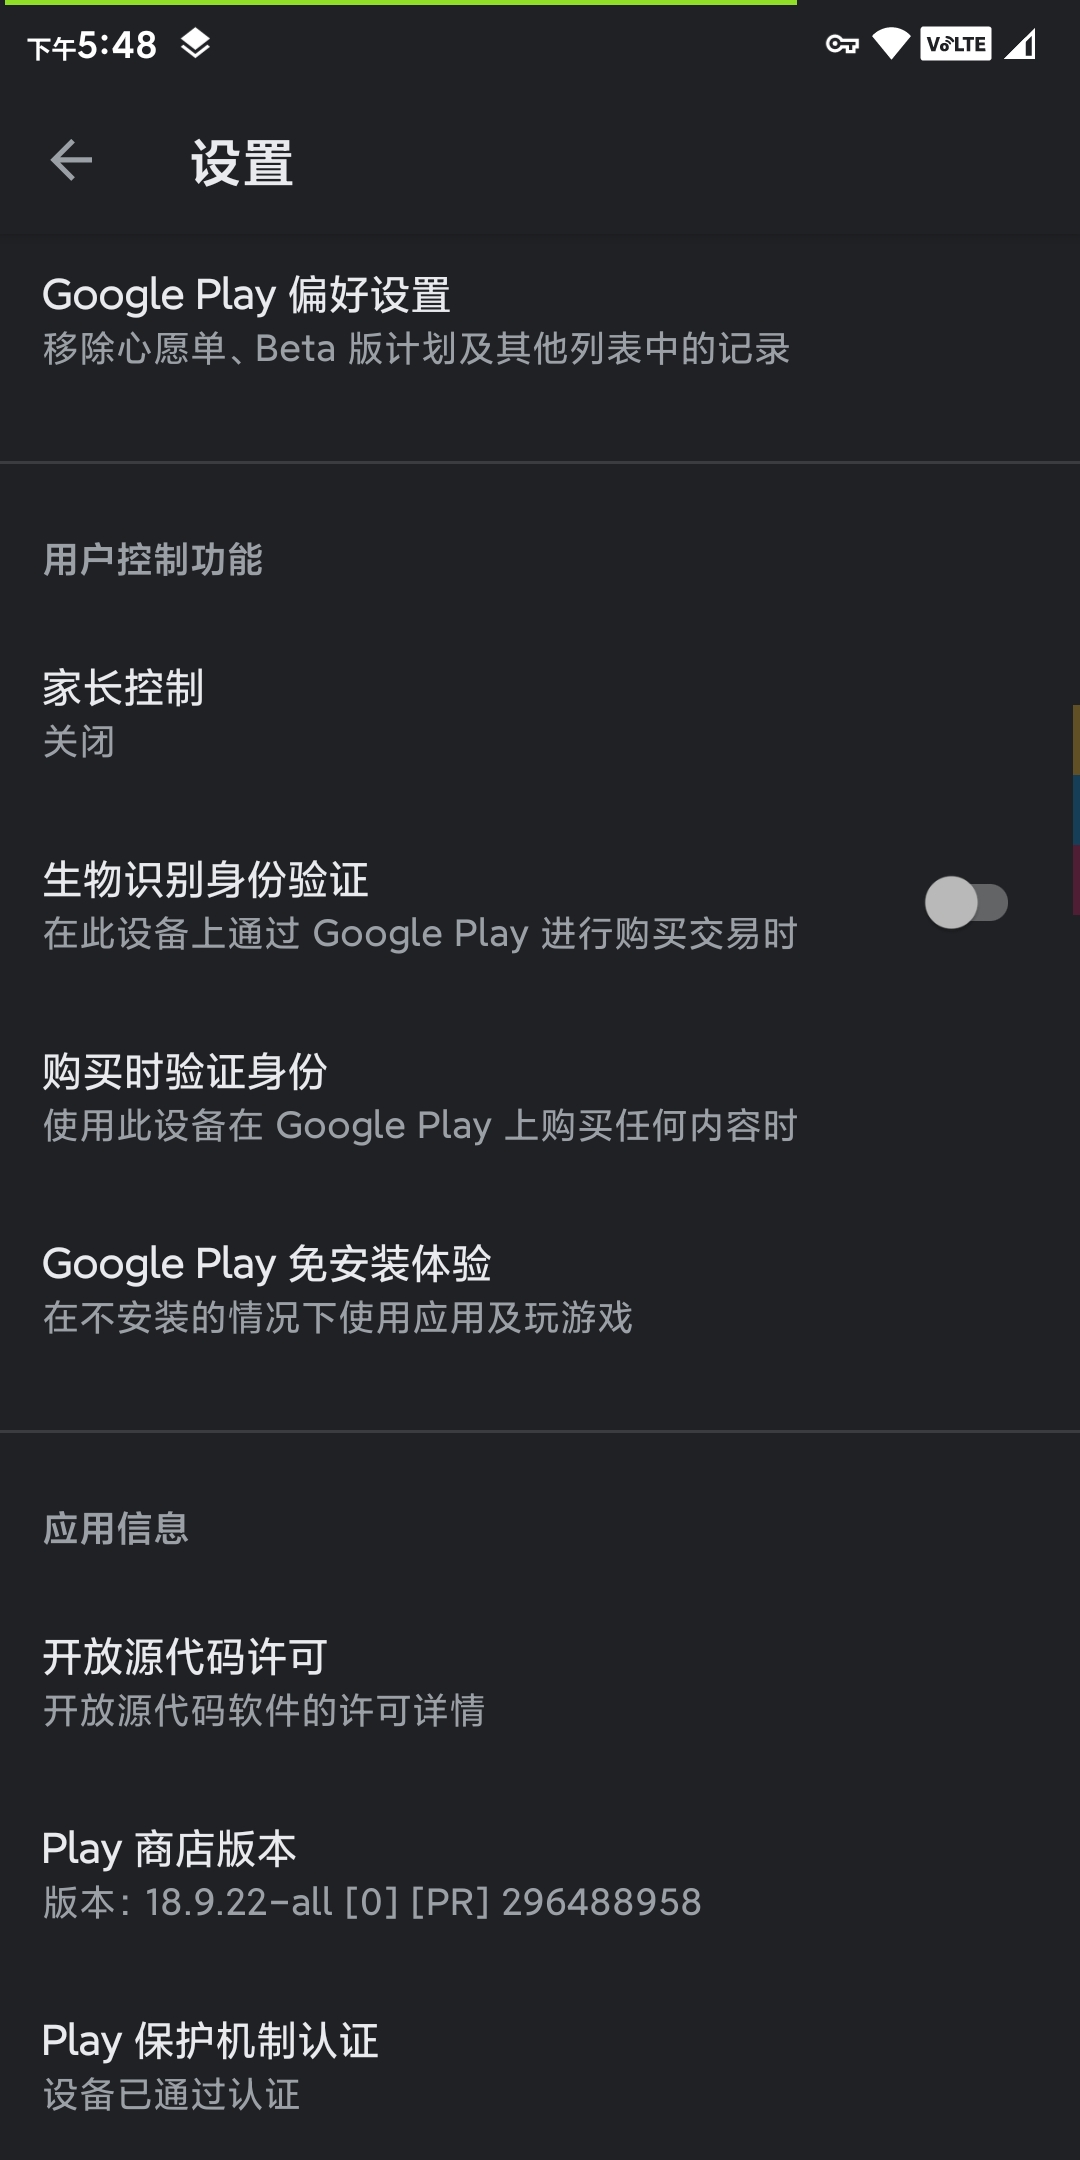 下午5:48
VoLTE
设置
Google Play 偏好设置
移除心愿单、Beta 版计划及其他列表中的记录
用户控制功能
家长控制
关闭
生物识别身份验证
在此设备上通过 Google Play 进行购买交易时
购买时验证身份
使用此设备在 Google Play 上购买任何内容时
Google Play 免安装体验
在不安装的情况下使用应用及玩游戏
应用信息
开放源代码许可
开放源代码软件的许可详情
Play 商店版本
版本：18.9.22-all [0] [PR] 296488958
Play 保护机制认证
设备已通过认证